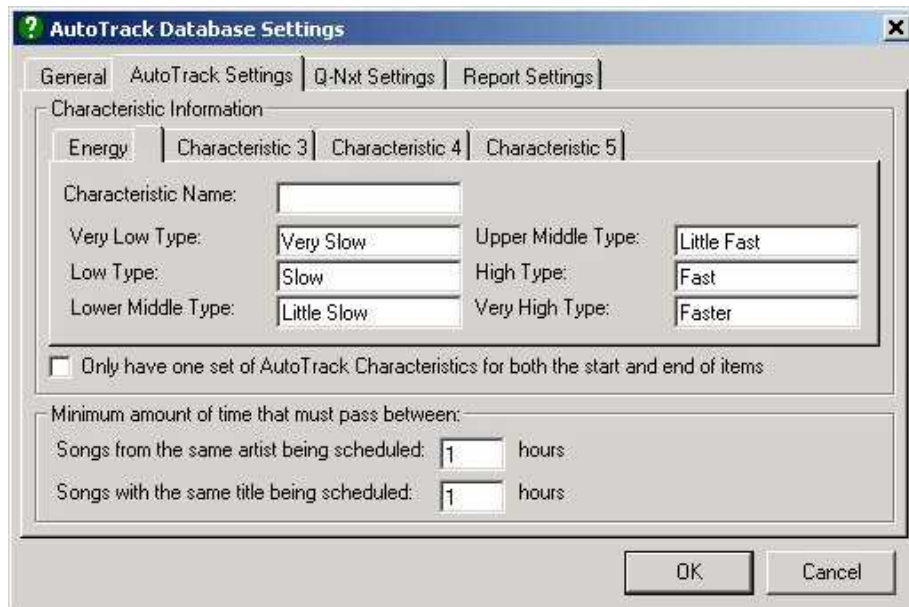 AutoTrack Database Settings
General AutoTrack Settings Q-Nxt Settings Report Settings
Characteristic Information
Energy Characteristic 3 Characteristic 4 Characteristic 5
Characteristic Name:
Very Low Type: Very Slow Upper Middle Type: Little Fast
Low Type: Slow High Type: Fast
Lower Middle Type: Little Slow Very High Type: Faster
Only have one set of AutoTrack Characteristics for both the start and end of items
Minimum amount of time that must pass between:
Songs from the same artist being scheduled: 1 hours
Songs with the same title being scheduled: 1 hours
OK Cancel